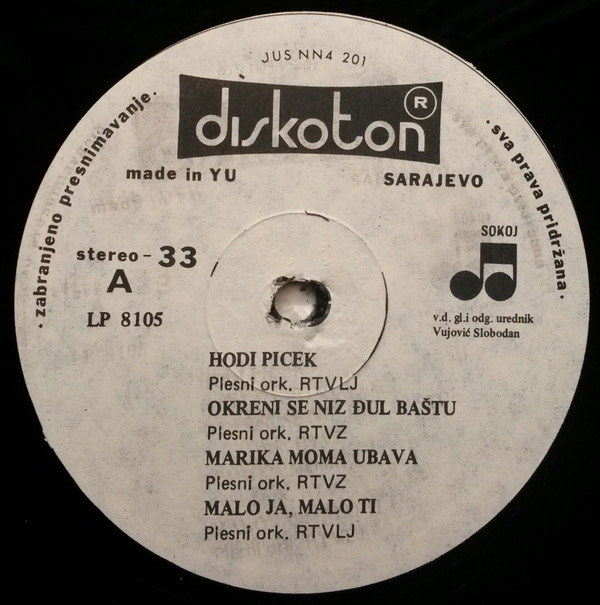 JUS NN4 201
diskoton ®
made in YU
SARAJEVO
· zabranjeno presnimavanje ·
· sva prava pridržana ·
stereo - 33
A
LP 8105
SOKOJ
v.d. gl.i odg. urednik
Vujović Slobodan
HODI PICEK
Plesni ork. RTVLJ
OKRENI SE NIZ ĐUL BAŠTU
Plesni ork. RTVZ
MARIKA MOMA UBAVA
Plesni ork. RTVZ
MALO JA, MALO TI
Plesni ork. RTVLJ